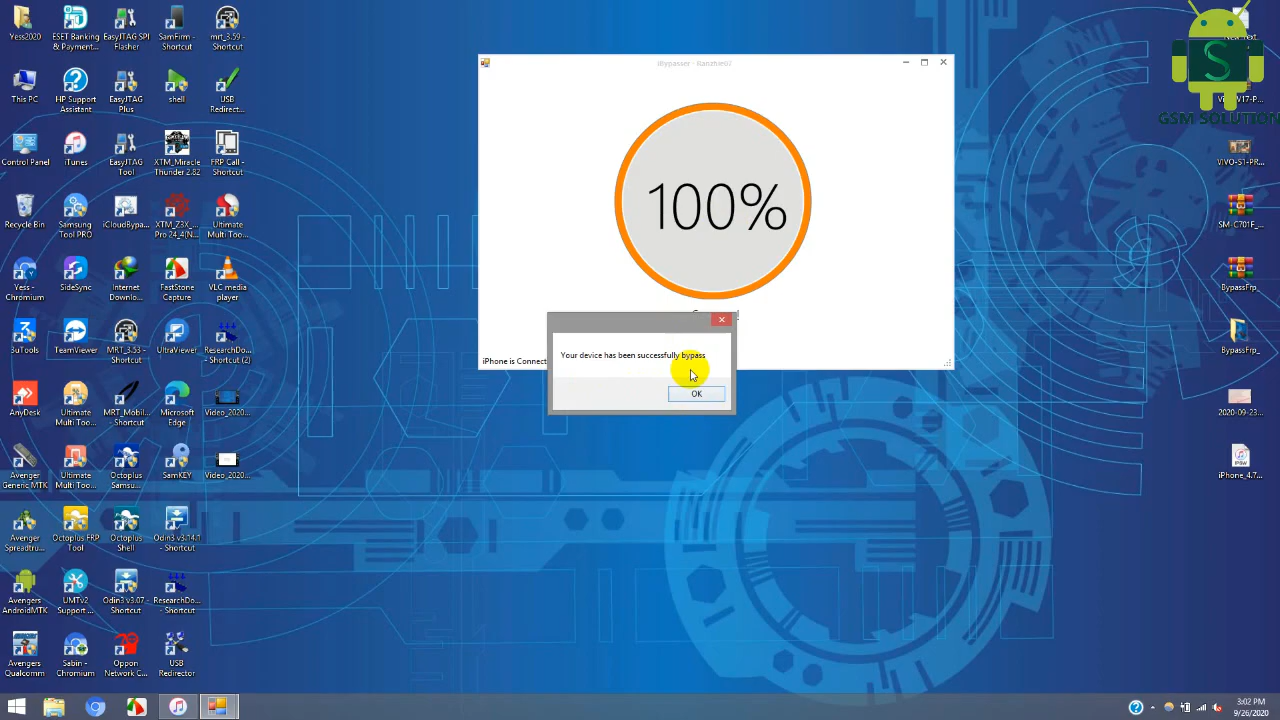 Yess2020
ESET Banking
& Payment...
EasyJTAG SPI
Flasher
SamFirm -
Shortcut
mrt_3.59 -
Shortcut
HP Support
Assistant
EasyJTAG
Plus
shell
USB
Redirect...
Control Panel
iTunes
EasyJTAG
Tool
XTM_Miracle
Thunder 2.82
FRP Call -
Shortcut
Recycle Bin
Samsung
Tool PRO
iCloudBypa...
XTM_Z3X_...
Pro 24_4(N...
Ultimate
Multi Too...
Yess -
Chromium
SideSync
Internet
Downlo...
FastStone
Capture
VLC media
player
3uTools
TeamViewer
MRT_3.53 -
Shortcut
UltraViewer
ResearchDo...
- Shortcut
Ultimate
Multi Too...
MRT_Mobil...
Microsoft
Edge
Video_2020...
Avenger
Generic MTK
Ultimate
Multi Too...
Octoplus
Samsu...
SamKEY
Video_2020...
Avenger
Spreadtru...
Octoplus FRP
Tool
Octoplus
Shell
Odin3 v3.14.1
- Shortcut
Avengers
AndroidMTK
UMTv2
Support ...
Odin3 v3.07 -
Shortcut
ResearchDo...
- Shortcut
Avengers
Qualcomm
Sabin -
Chromium
Oppon
Network C...
USB
Redirector
100%
iPhone is Connect
Your device has been successfully bypass
OK
S
GSM SOLUTION
VIVO-S1-PR...
SM-C701F_...
BypassFrp_...
BypassFrp_...
2020-09-23...
IPSW
iPhone_4.7...
3:02 PM
9/26/2020